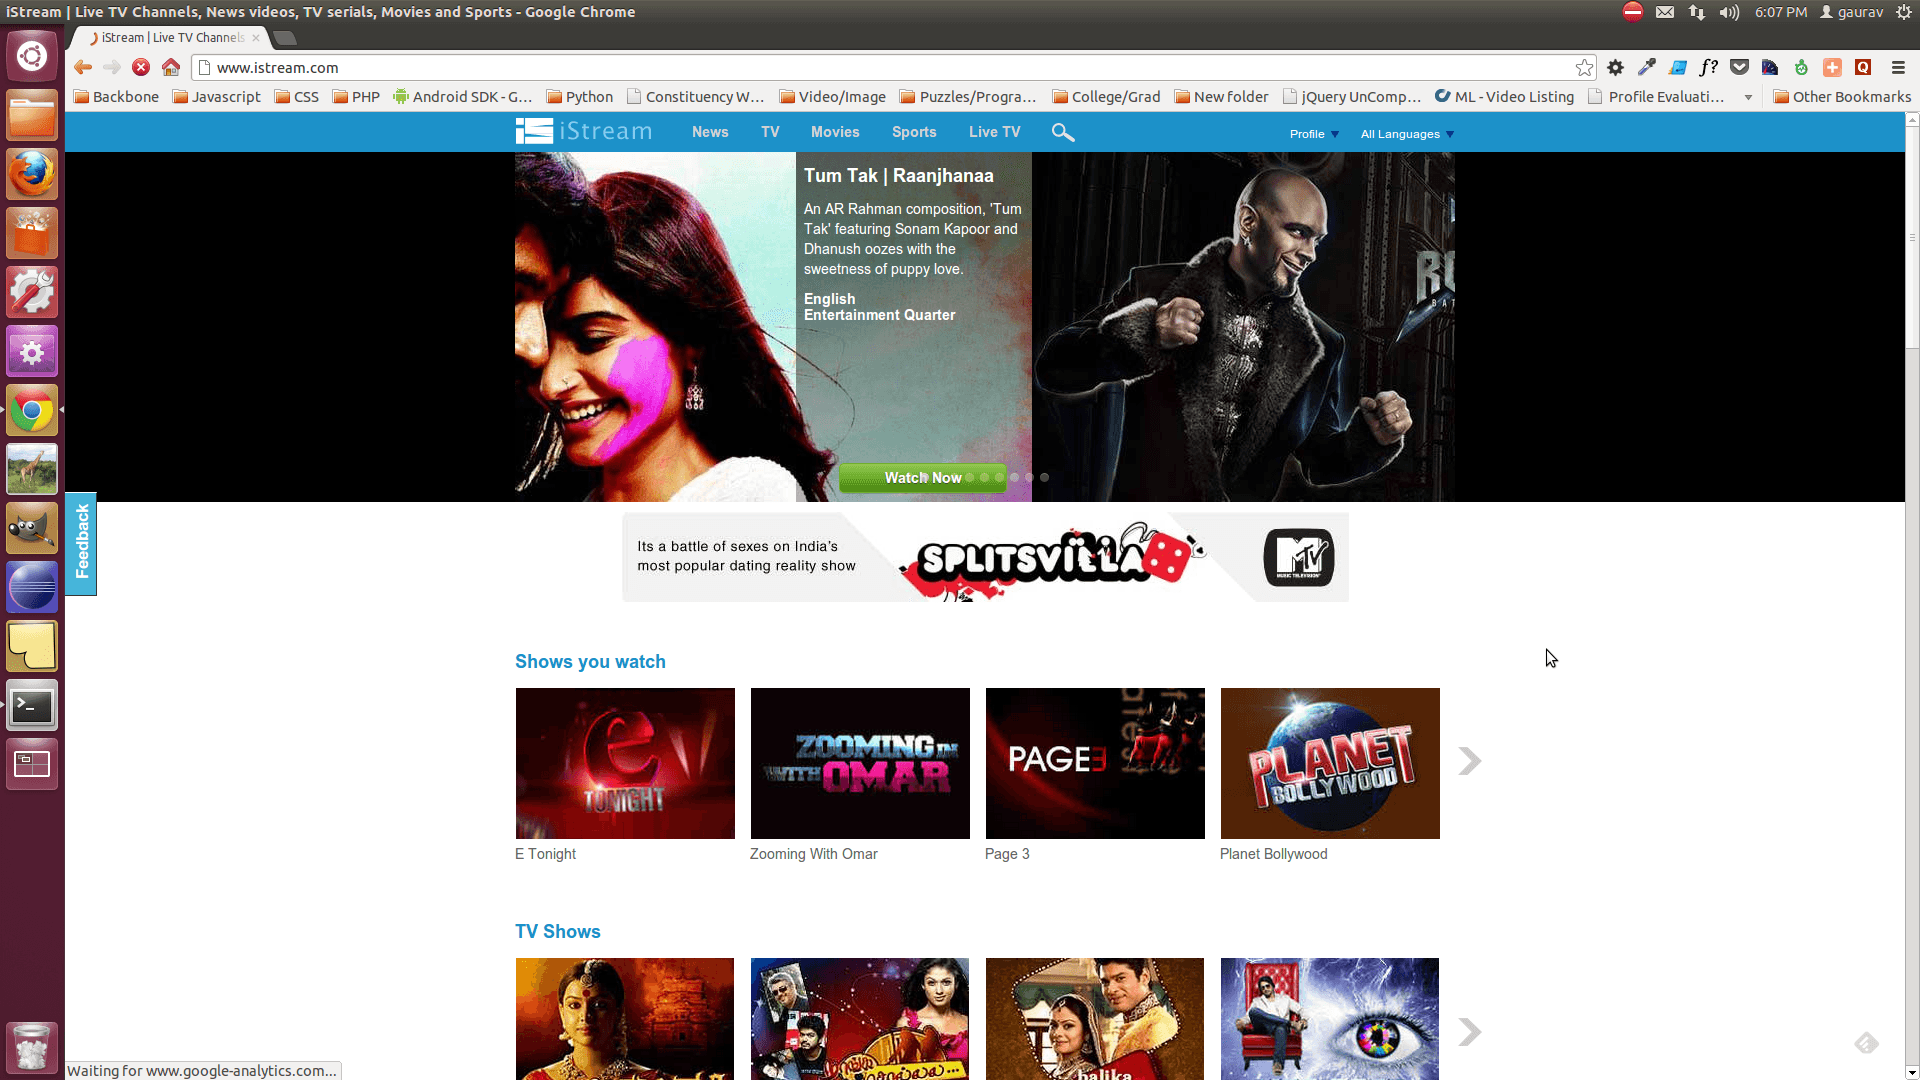 iStream | Live TV Channels, News videos, TV serials, Movies and Sports - Google Chrome
6:07 PM
gaurav
iStream | Live TV Channels
www.istream.com
f?
Q
Backbone
Javascript
CSS
PHP
Android SDK - G...
Python
Constituency W...
Video/Image
Puzzles/Progra...
College/Grad
New folder
jQuery UnComp...
ML - Video Listing
Profile Evaluati...
Other Bookmarks
iStream
News
TV
Movies
Sports
Live TV
Profile
All Languages
Tum Tak | Raanjhanaa
An AR Rahman composition, 'Tum
Tak' featuring Sonam Kapoor and
Dhanush oozes with the
sweetness of puppy love.
English
Entertainment Quarter
Watch Now
Feedback
Its a battle of sexes on India's
most popular dating reality show
SPLITSVILLA
MTV
MUSIC TELEVISION
Shows you watch
e
TONIGHT
ZOOMING IN
WITH OMAR
PAGE3
PLANET
BOLLYWOOD
E Tonight
Zooming With Omar
Page 3
Planet Bollywood
TV Shows
balika
Waiting for www.google-analytics.com...